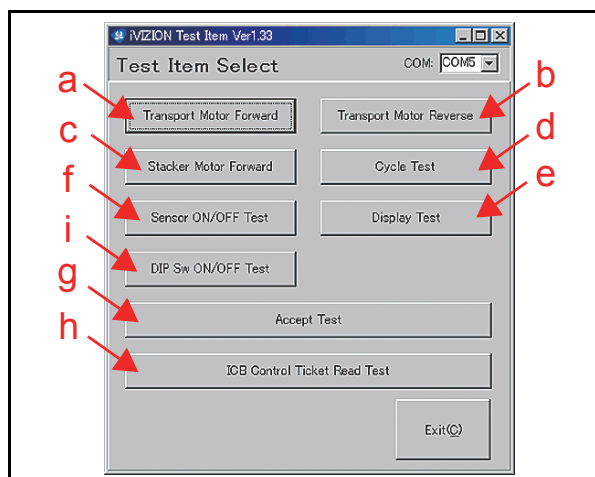 iVIZION Test Item Ver1.33
Test Item Select COM: COM5
a b
Transport Motor Forward Transport Motor Reverse
c d
Stacker Motor Forward Cycle Test
f e
Sensor ON/OFF Test Display Test
i
DIP Sw ON/OFF Test
g
Accept Test
h
ICB Control Ticket Read Test
Exit(C)